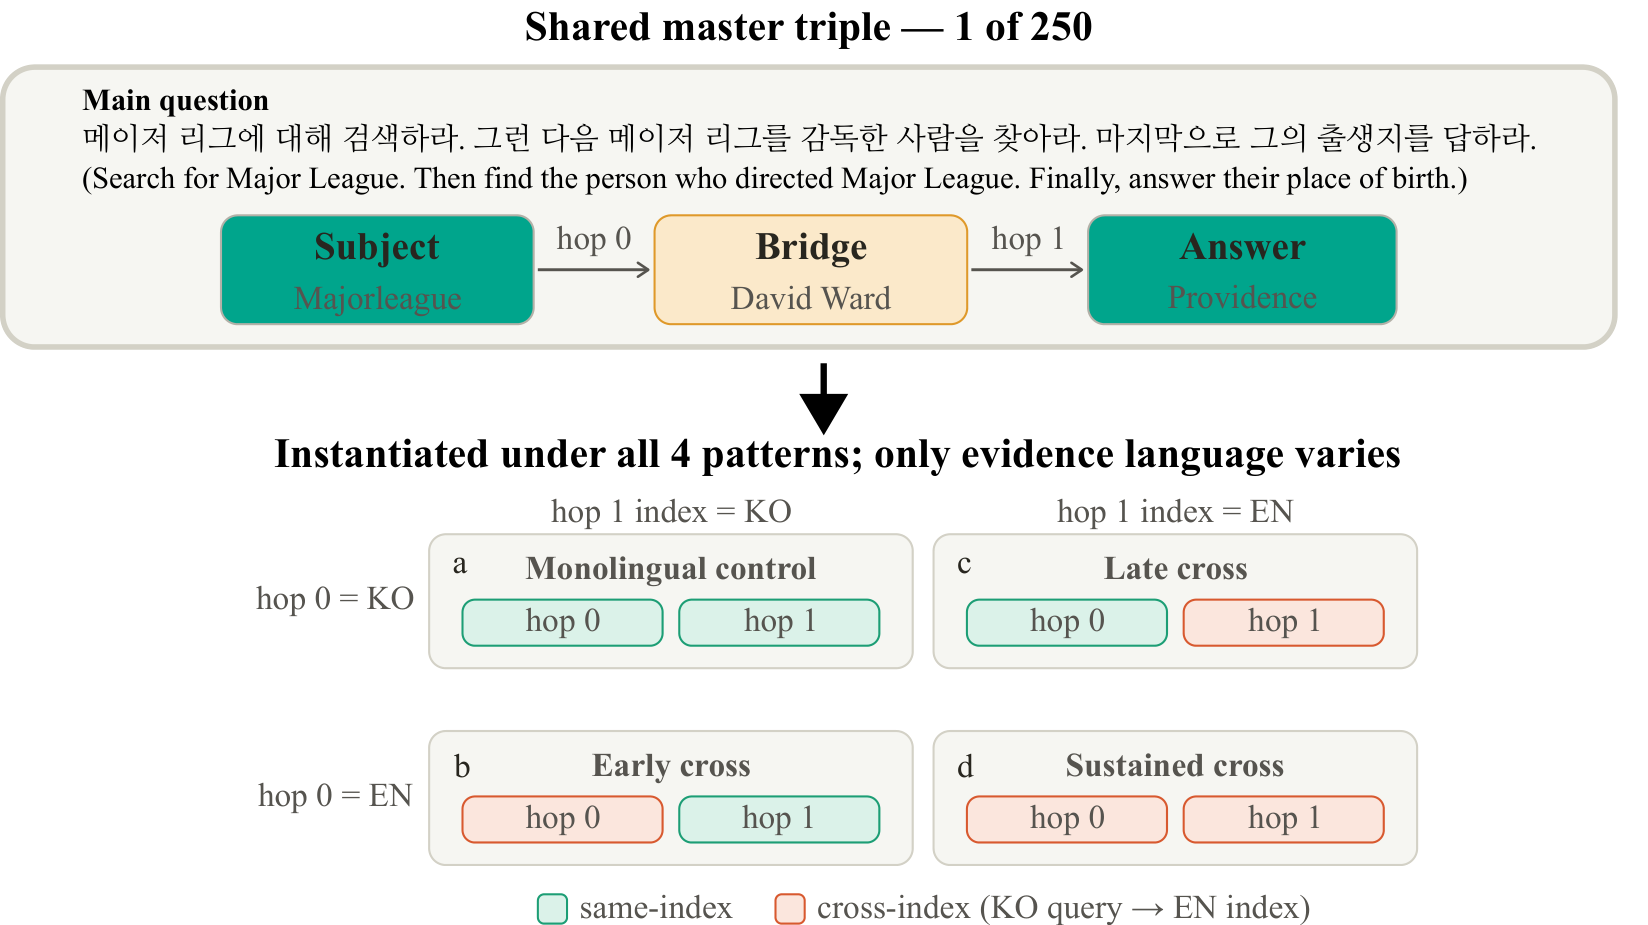 Shared master triple — 1 of 250
Main question
메이저 리그에 대해 검색하라. 그런 다음 메이저 리그를 감독한 사람을 찾아라. 마지막으로 그의 출생지를 답하라.
(Search for Major League. Then find the person who directed Major League. Finally, answer their place of birth.)
Subject
Majorleague
hop 0
Bridge
David Ward
hop 1
Answer
Providence
Instantiated under all 4 patterns; only evidence language varies
hop 1 index = KO
hop 1 index = EN
hop 0 = KO
a Monolingual control
hop 0 hop 1
c Late cross
hop 0 hop 1
hop 0 = EN
b Early cross
hop 0 hop 1
d Sustained cross
hop 0 hop 1
same-index
cross-index (KO query → EN index)